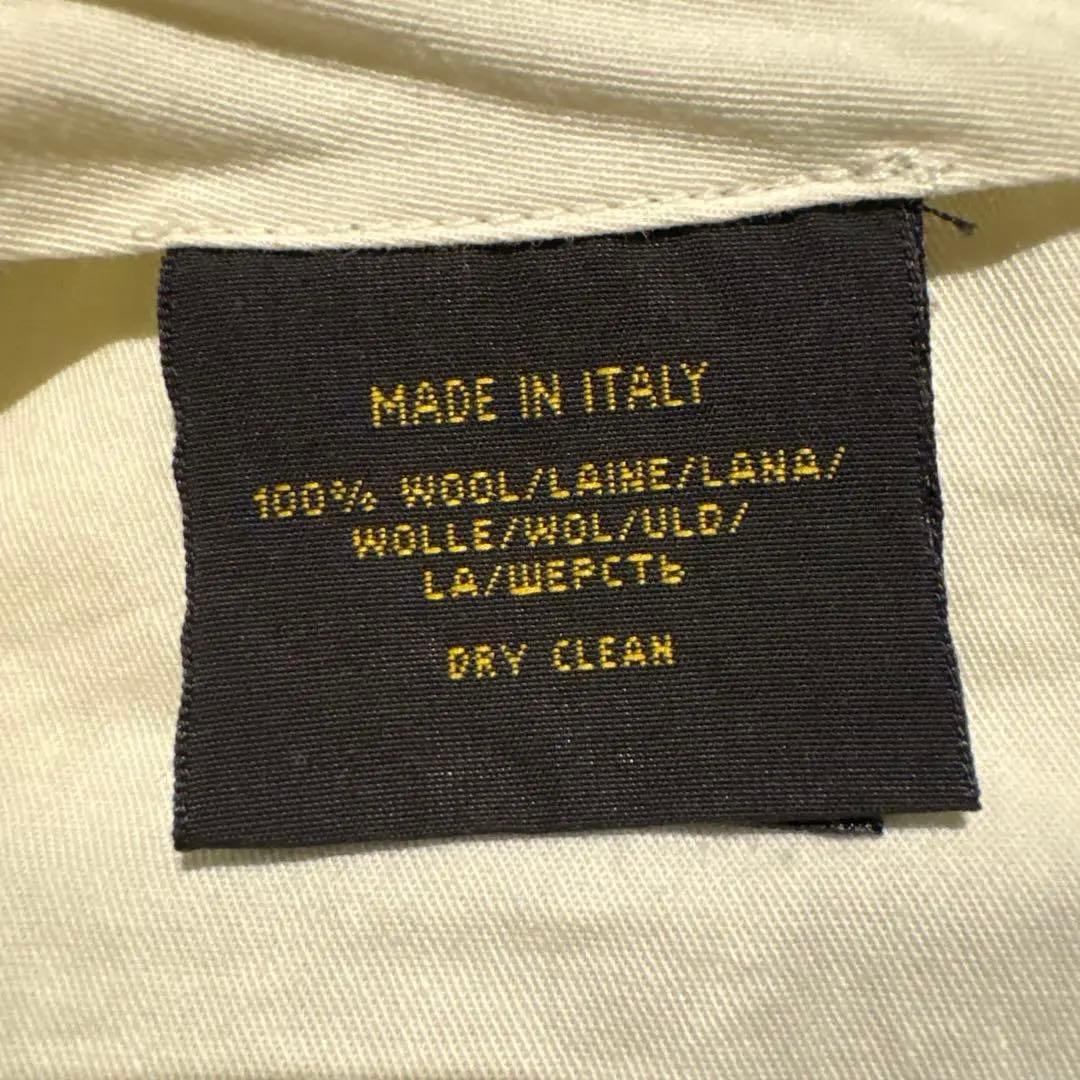 MADE IN ITALY
100% WOOL/LAINE/LANA/
WOLLE/WOL/ULD/
LA/ШЕРСТЬ
DRY CLEAN